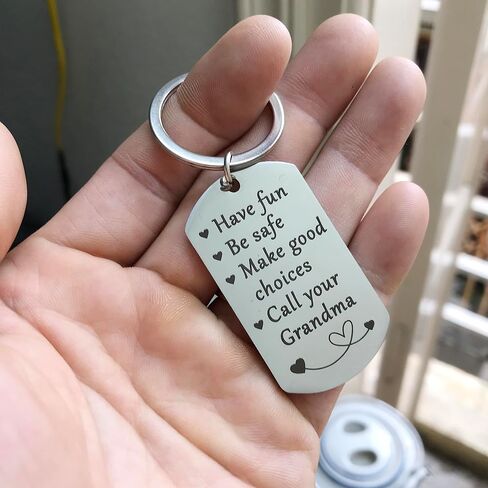 ♥ Have fun
♥ Be safe
♥ Make good
choices
♥ Call your
Grandma